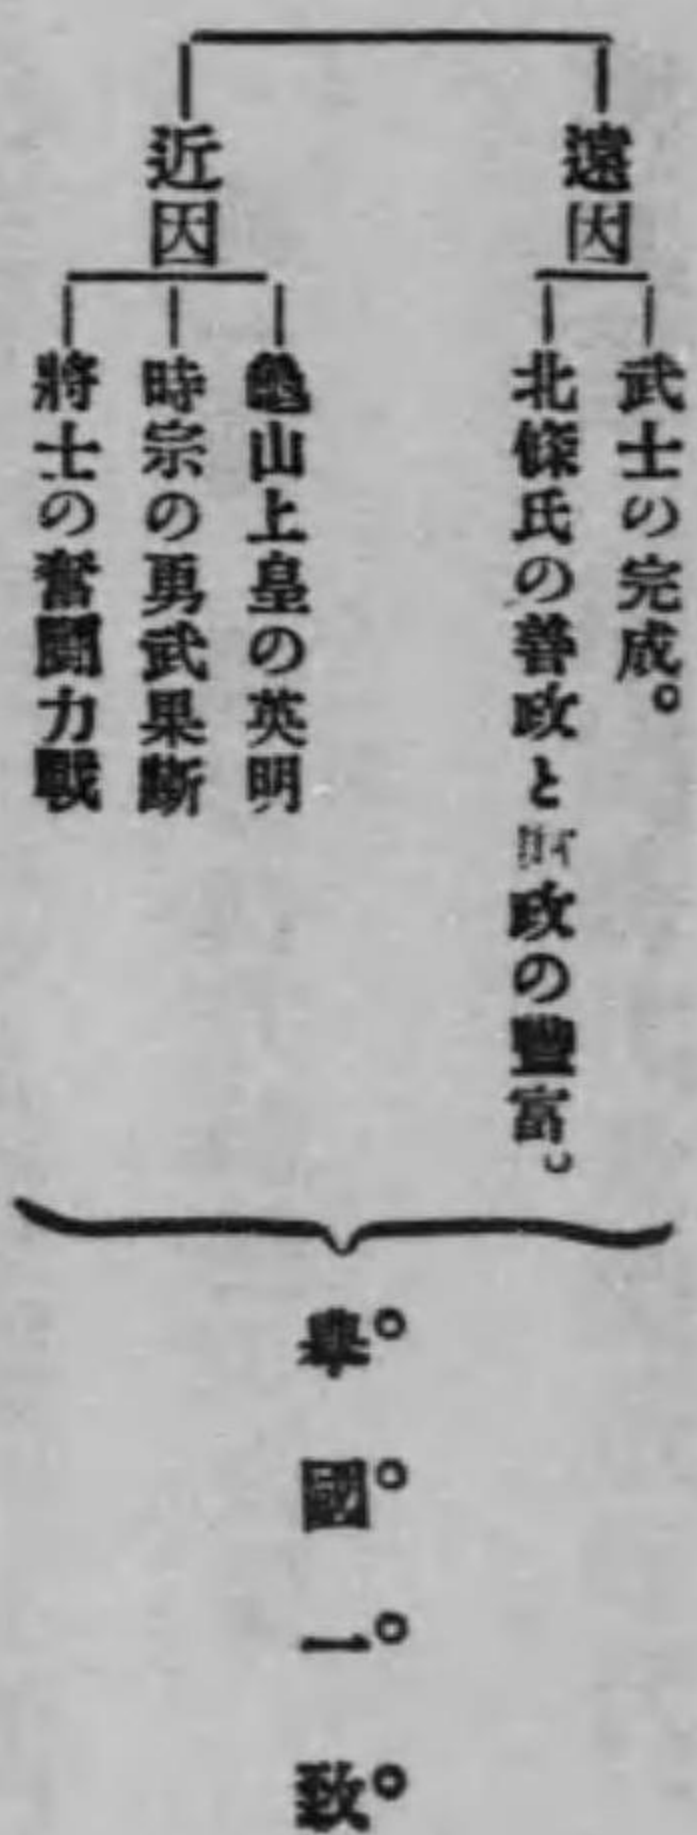 遠因
武士の完成。
北條氏の善政と財政の豐富。
近因
龜山上皇の英明
時宗の勇武果斷
將士の奮鬪力戰
擧國一致